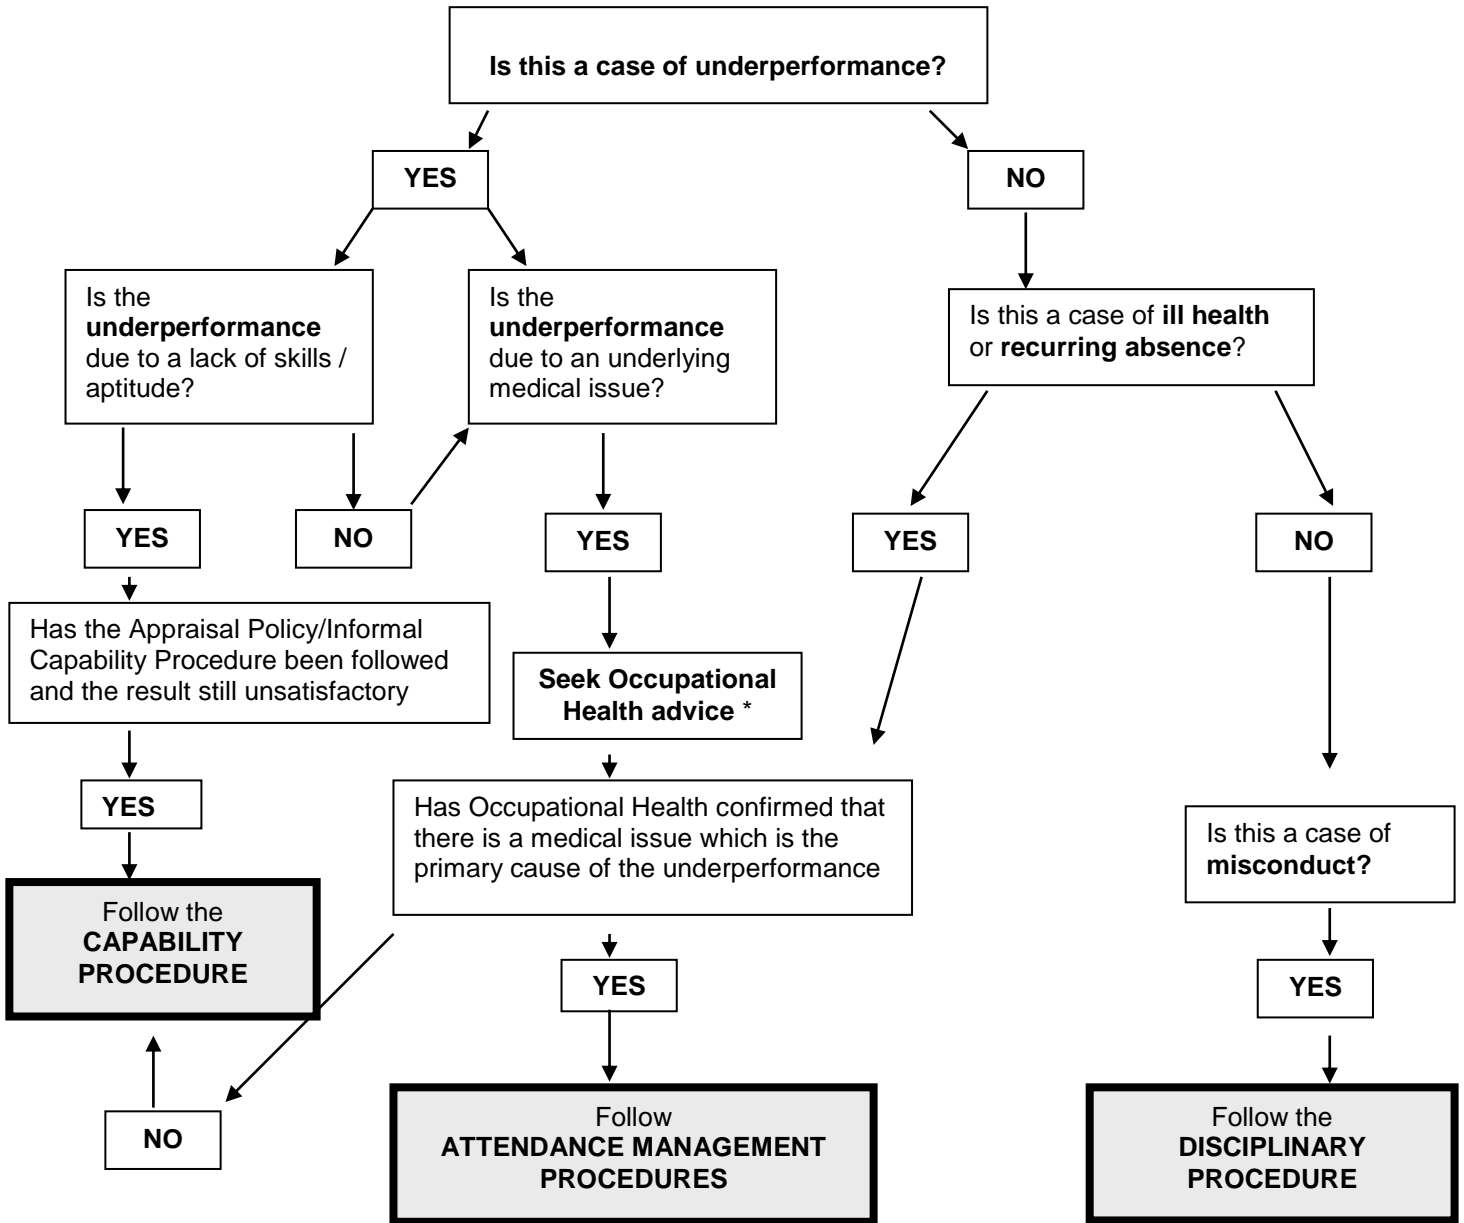 Is this a case of underperformance?
YES
NO
Is the
underperformance
due to a lack of skills /
aptitude?
Is the
underperformance
due to an underlying
medical issue?
Is this a case of ill health
or recurring absence?
YES
NO
YES
YES
NO
Has the Appraisal Policy/Informal
Capability Procedure been followed
and the result still unsatisfactory
Seek Occupational
Health advice *
YES
Has Occupational Health confirmed that
there is a medical issue which is the
primary cause of the underperformance
Is this a case of
misconduct?
Follow the
CAPABILITY
PROCEDURE
YES
YES
NO
Follow
ATTENDANCE MANAGEMENT
PROCEDURES
Follow the
DISCIPLINARY
PROCEDURE